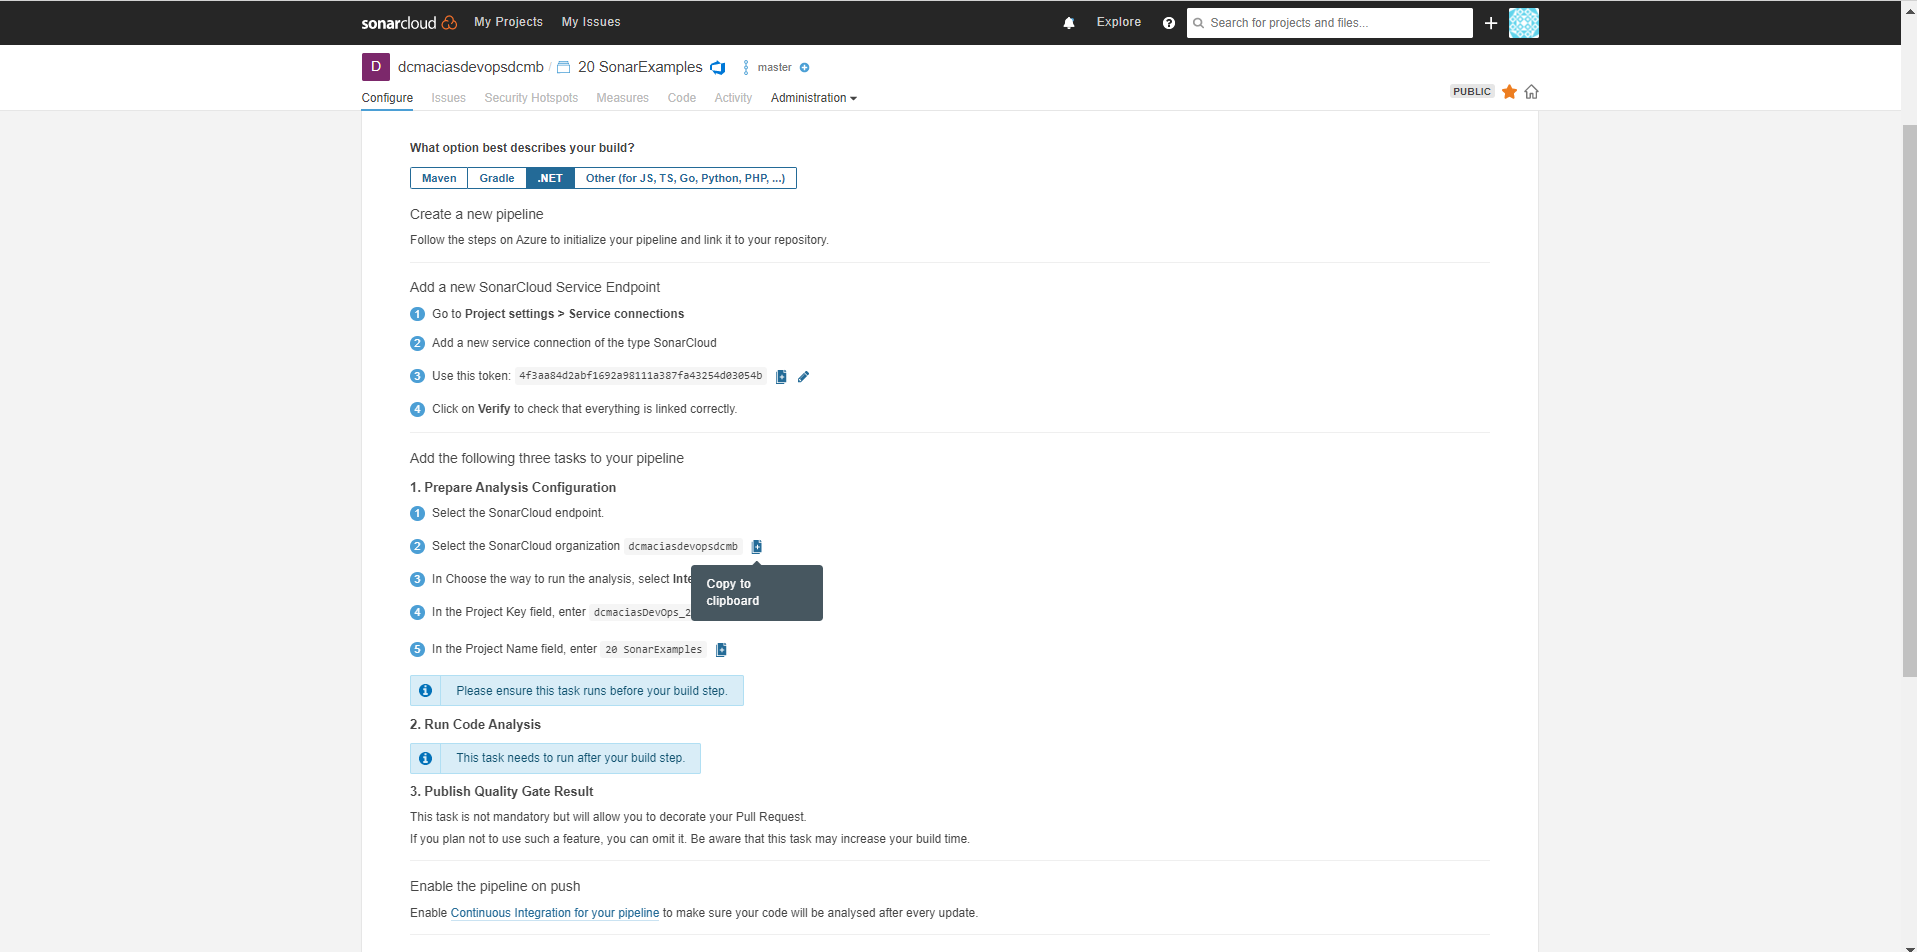 sonarcloud My Projects My Issues Explore Search for projects and files...
D dcmaciasdevopsdcmb / 20 SonarExamples master
Configure Issues Security Hotspots Measures Code Activity Administration PUBLIC
What option best describes your build?
Maven Gradle .NET Other (for JS, TS, Go, Python, PHP, ...)
Create a new pipeline
Follow the steps on Azure to initialize your pipeline and link it to your repository.
Add a new SonarCloud Service Endpoint
1 Go to Project settings > Service connections
2 Add a new service connection of the type SonarCloud
3 Use this token: 4f3aa84d2abf1692a98111a387fa43254d03054b
4 Click on Verify to check that everything is linked correctly.
Add the following three tasks to your pipeline
1. Prepare Analysis Configuration
1 Select the SonarCloud endpoint.
2 Select the SonarCloud organization dcmaciasdevopsdcmb
3 In Choose the way to run the analysis, select Inte
Copy to
clipboard
4 In the Project Key field, enter dcmaciasDevOps_2
5 In the Project Name field, enter 20 SonarExamples
Please ensure this task runs before your build step.
2. Run Code Analysis
This task needs to run after your build step.
3. Publish Quality Gate Result
This task is not mandatory but will allow you to decorate your Pull Request.
If you plan not to use such a feature, you can omit it. Be aware that this task may increase your build time.
Enable the pipeline on push
Enable Continuous Integration for your pipeline to make sure your code will be analysed after every update.